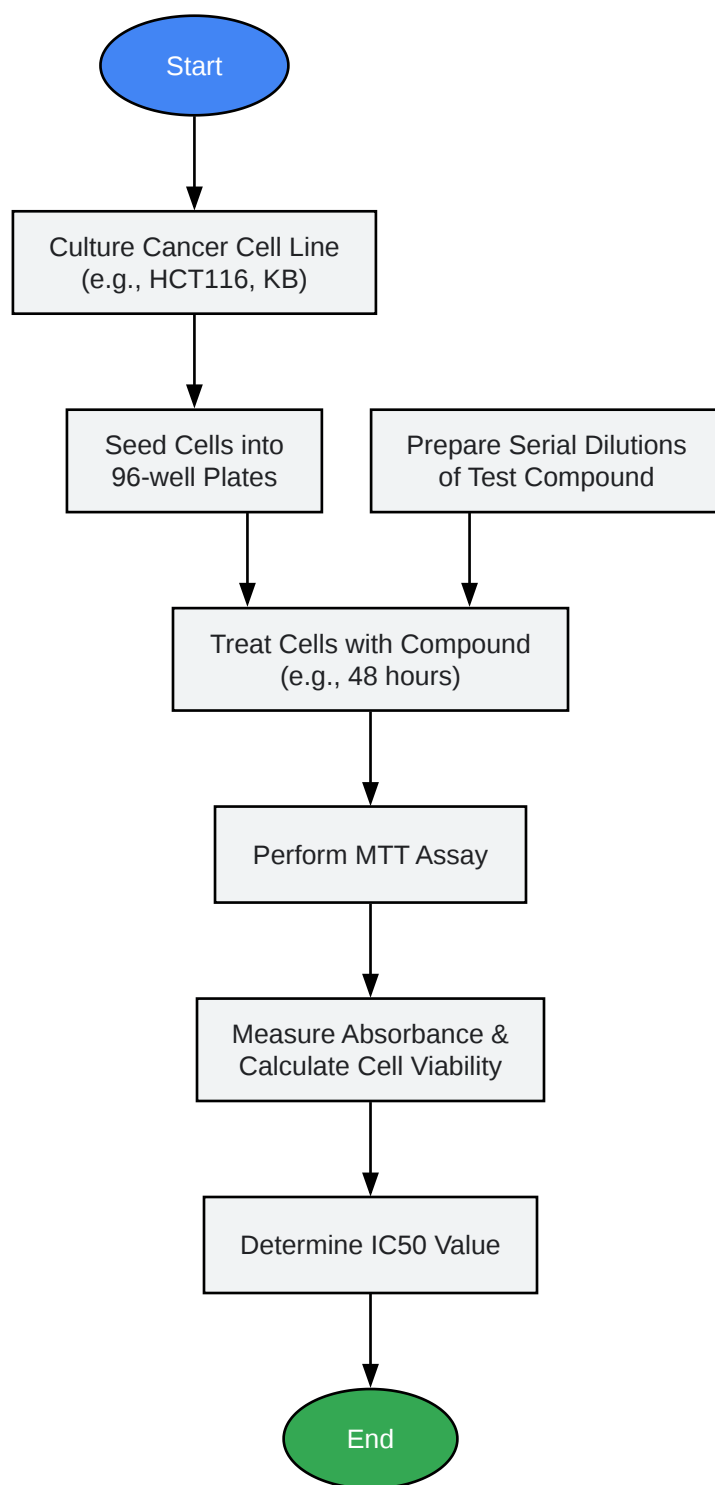 Start
Culture Cancer Cell Line
(e.g., HCT116, KB)
Seed Cells into
96-well Plates
Prepare Serial Dilutions
of Test Compound
Treat Cells with Compound
(e.g., 48 hours)
Perform MTT Assay
Measure Absorbance &
Calculate Cell Viability
Determine IC50 Value
End